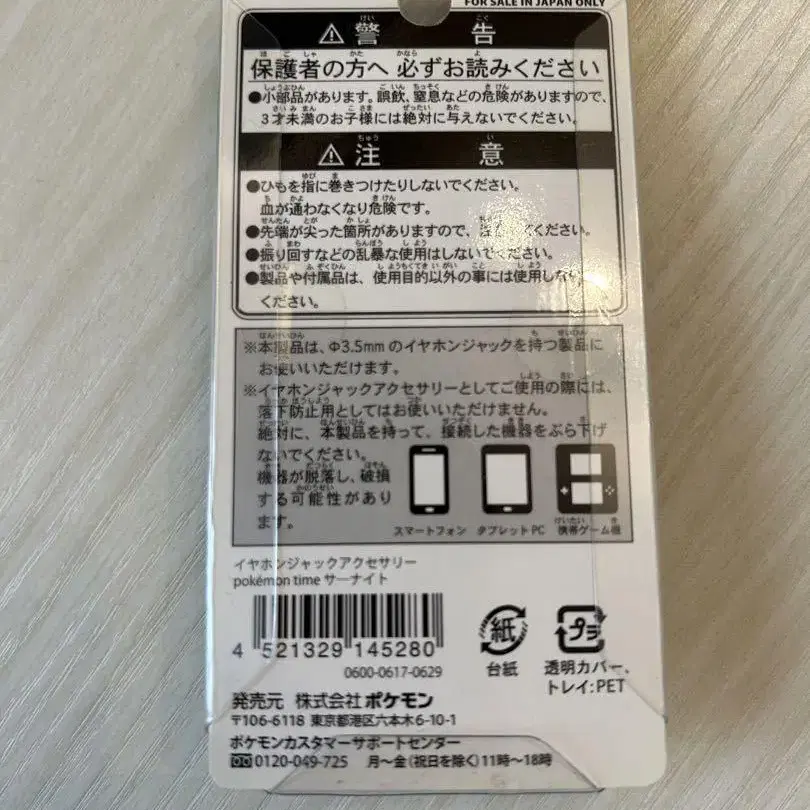 FOR SALE IN JAPAN ONLY
⚠警告
保護者の方へ 必ずお読みください
●小部品があります。誤飲、窒息などの危険がありますので、
3才未満のお子様には絶対に与えないでください。
⚠注意
●ひもを指に巻きつけたりしないでください。
血が通わなくなり危険です。
●先端が尖った箇所がありますので、してください。
●振り回すなどの乱暴な使用はしないでください。
●製品や付属品は、使用目的以外の事には使用しない
ください。
※本製品は、Φ3.5mmのイヤホンジャックを持つ製品に
お使いいただけます。
※イヤホンジャックアクセサリーとしてご使用の際には、
落下防止用としてはお使いいただけません。
絶対に、本製品を持って、接続した機器をぶら下げ
ないでください。
機器が脱落し、破損
する可能性があり
ます。
スマートフォン タブレットPC 携帯ゲーム機
イヤホンジャックアクセサリー
pokémon time サーナイト
4 521329 145280
0600-0617-0629
紙 プラ
台紙 透明カバー、
トレイ:PET
発売元 株式会社ポケモン
〒106-6118 東京都港区六本木6-10-1
ポケモンカスタマーサポートセンター
0120-049-725 月～金(祝日を除く)11時～18時